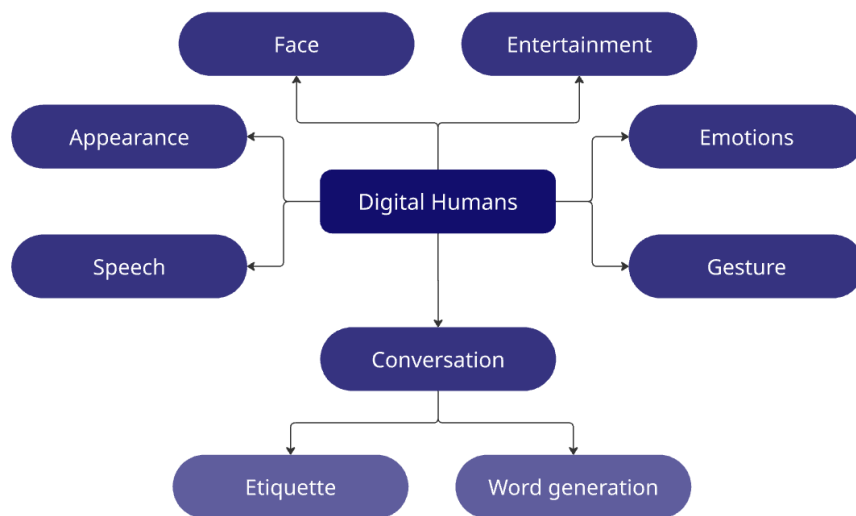 Face
Entertainment
Appearance
Emotions
Digital Humans
Speech
Gesture
Conversation
Etiquette
Word generation